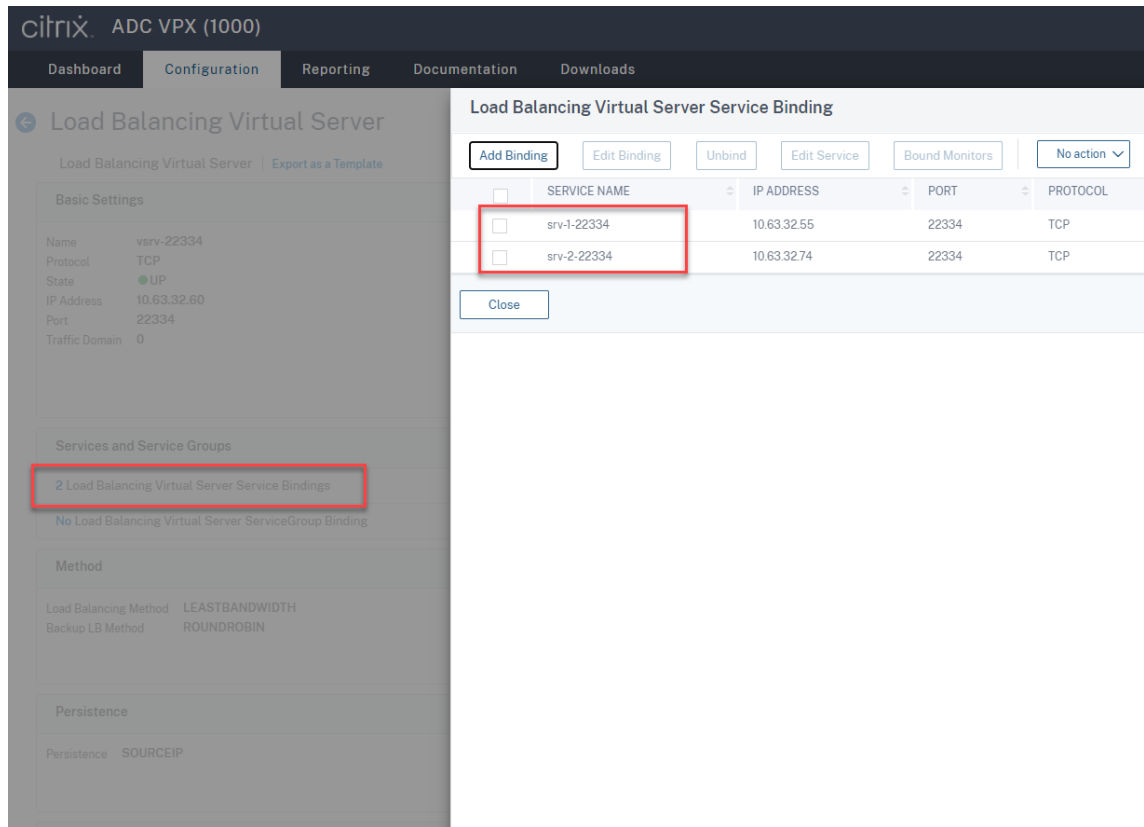 citrix. ADC VPX (1000)
Dashboard Configuration Reporting Documentation Downloads
Load Balancing Virtual Server
Load Balancing Virtual Server | Export as a Template
Basic Settings
Name vsrv-22334
Protocol TCP
State UP
IP Address 10.63.32.60
Port 22334
Traffic Domain 0
Services and Service Groups
2 Load Balancing Virtual Server Service Bindings
No Load Balancing Virtual Server ServiceGroup Binding
Method
Load Balancing Method LEASTBANDWIDTH
Backup LB Method ROUNDROBIN
Persistence
Persistence SOURCEIP
Load Balancing Virtual Server Service Binding
Add Binding Edit Binding Unbind Edit Service Bound Monitors No action
SERVICE NAME IP ADDRESS PORT PROTOCOL
srv-1-22334 10.63.32.55 22334 TCP
srv-2-22334 10.63.32.74 22334 TCP
Close